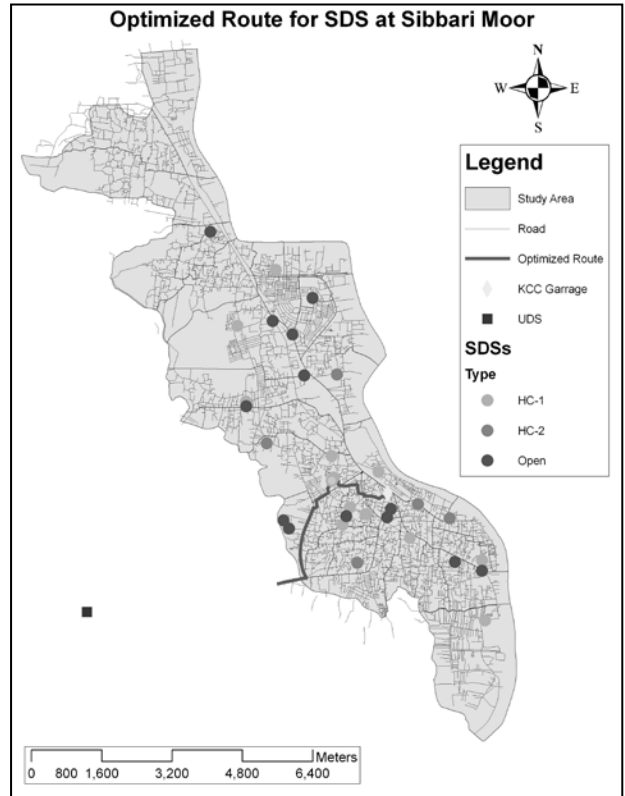 Optimized Route for SDS at Sibbari Moor
N
W E
S
Legend
Study Area
Road
Optimized Route
KCC Garrage
UDS
SDSs
Type
HC-1
HC-2
Open
Meters
0 800 1,600 3,200 4,800 6,400